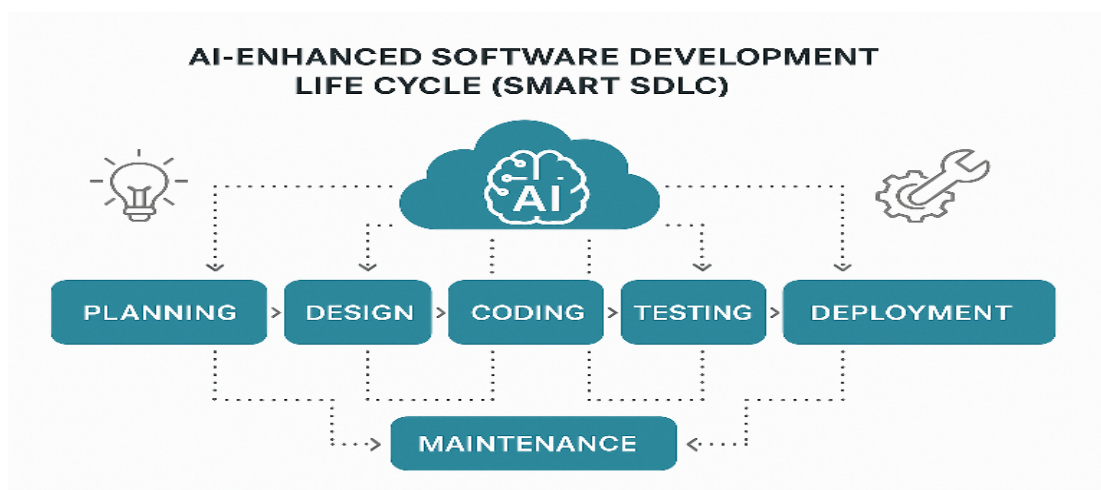 AI-ENHANCED SOFTWARE DEVELOPMENT
LIFE CYCLE (SMART SDLC)
AI
PLANNING
DESIGN
CODING
TESTING
DEPLOYMENT
MAINTENANCE